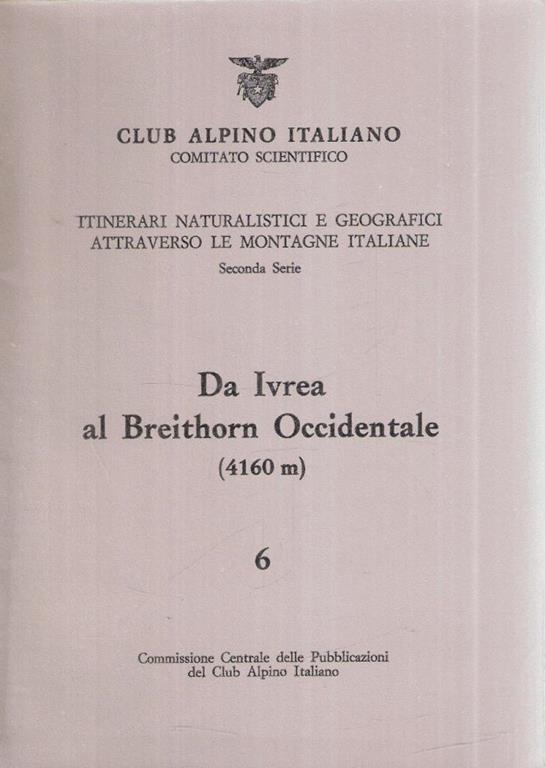 CLUB ALPINO ITALIANO
COMITATO SCIENTIFICO
ITINERARI NATURALISTICI E GEOGRAFICI
ATTRAVERSO LE MONTAGNE ITALIANE
Seconda Serie
Da Ivrea
al Breithorn Occidentale
(4160 m)
6
Commissione Centrale delle Pubblicazioni
del Club Alpino Italiano